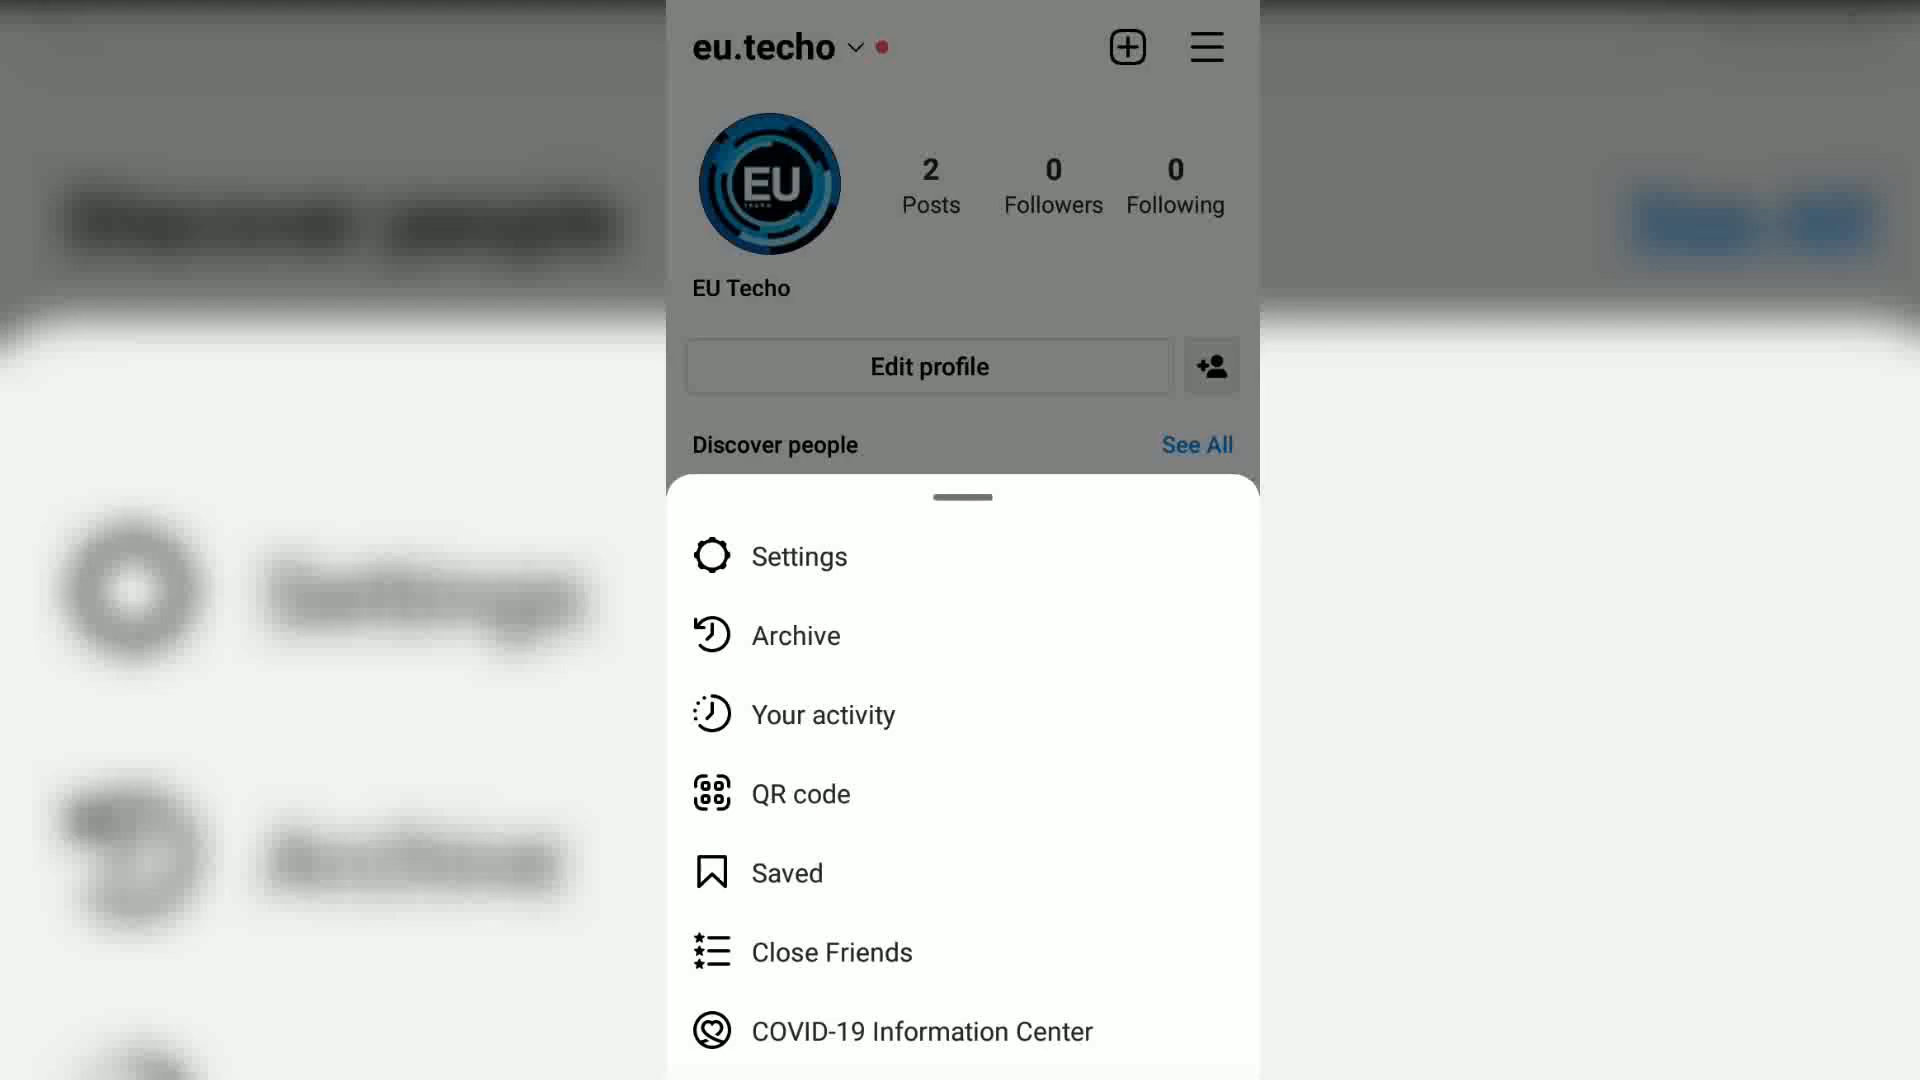 eu.techo
2
0
0
Posts
Followers
Following
EU
EU Techo
Edit profile
Discover people
See All
Settings
Archive
Your activity
QR code
Saved
Close Friends
COVID-19 Information Center